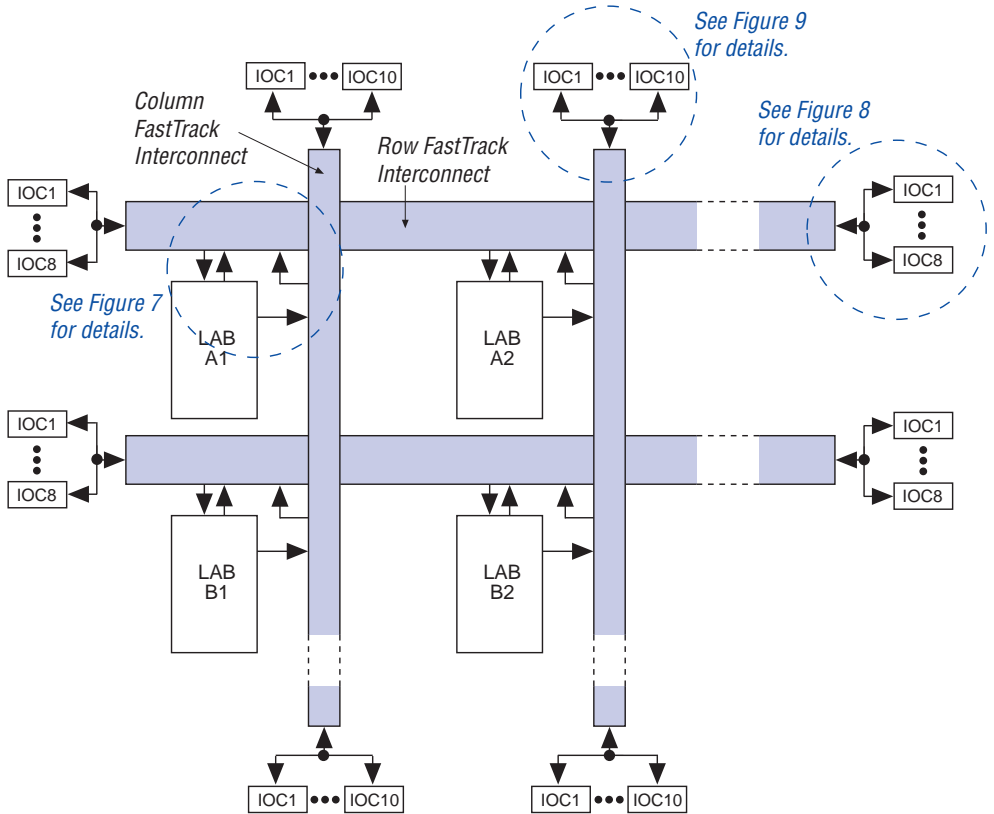 See Figure 9
for details.
IOC1 ••• IOC10
IOC1 ••• IOC10
Column
FastTrack
Interconnect
Row FastTrack
Interconnect
See Figure 8
for details.
IOC1
IOC8
IOC1
IOC8
See Figure 7
for details.
LAB
A1
LAB
A2
IOC1
IOC8
IOC1
IOC8
LAB
B1
LAB
B2
IOC1 ••• IOC10
IOC1 ••• IOC10